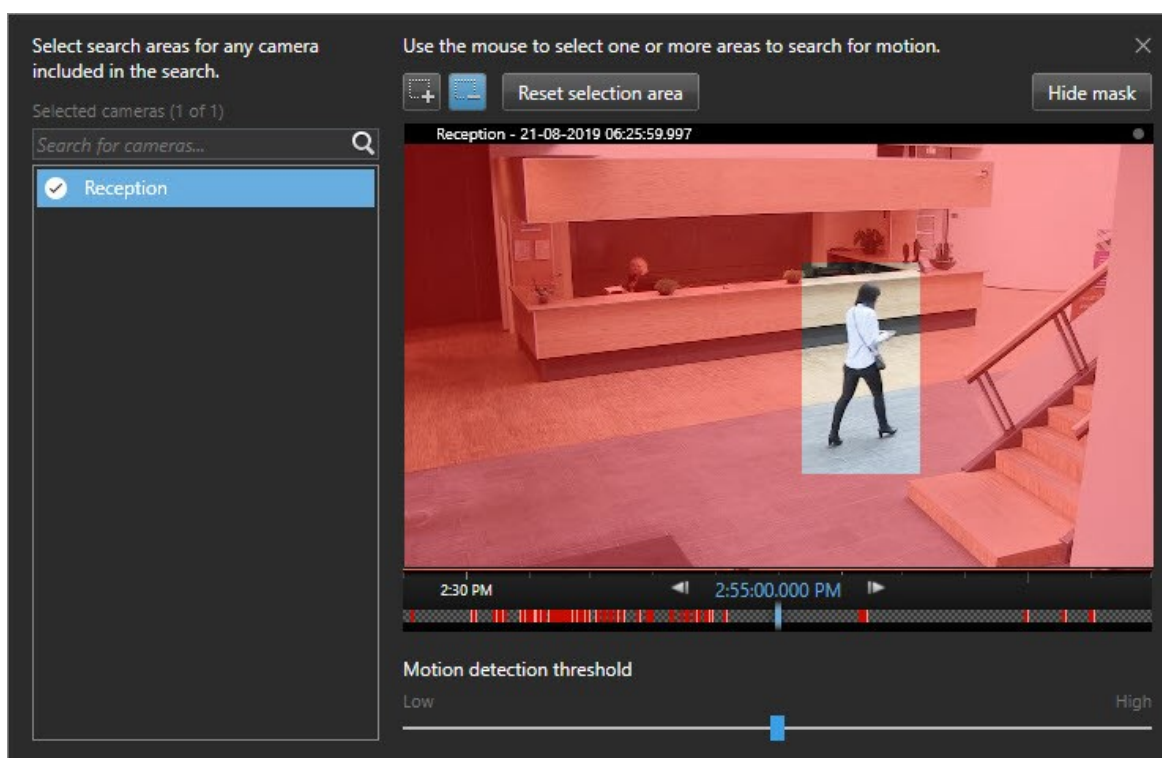 Select search areas for any camera
included in the search.
Selected cameras (1 of 1)
Search for cameras...
Reception
Use the mouse to select one or more areas to search for motion.
Reset selection area
Hide mask
Reception - 21-08-2019 06:25:59.997
2:30 PM
2:55:00.000 PM
Motion detection threshold
Low
High